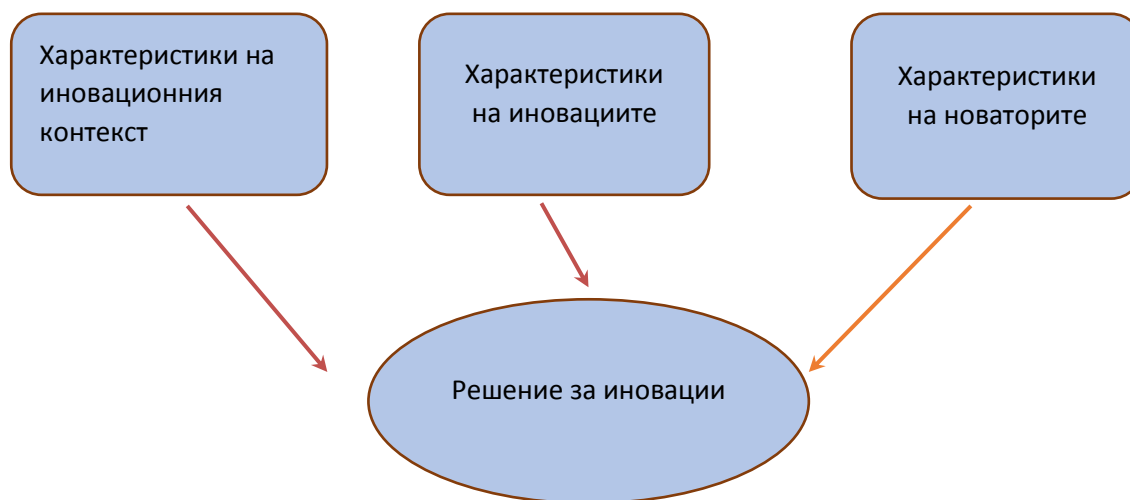 Характеристики на
иновационния
контекст
Характеристики
на иновациите
Характеристики
на новаторите
Решение за иновации